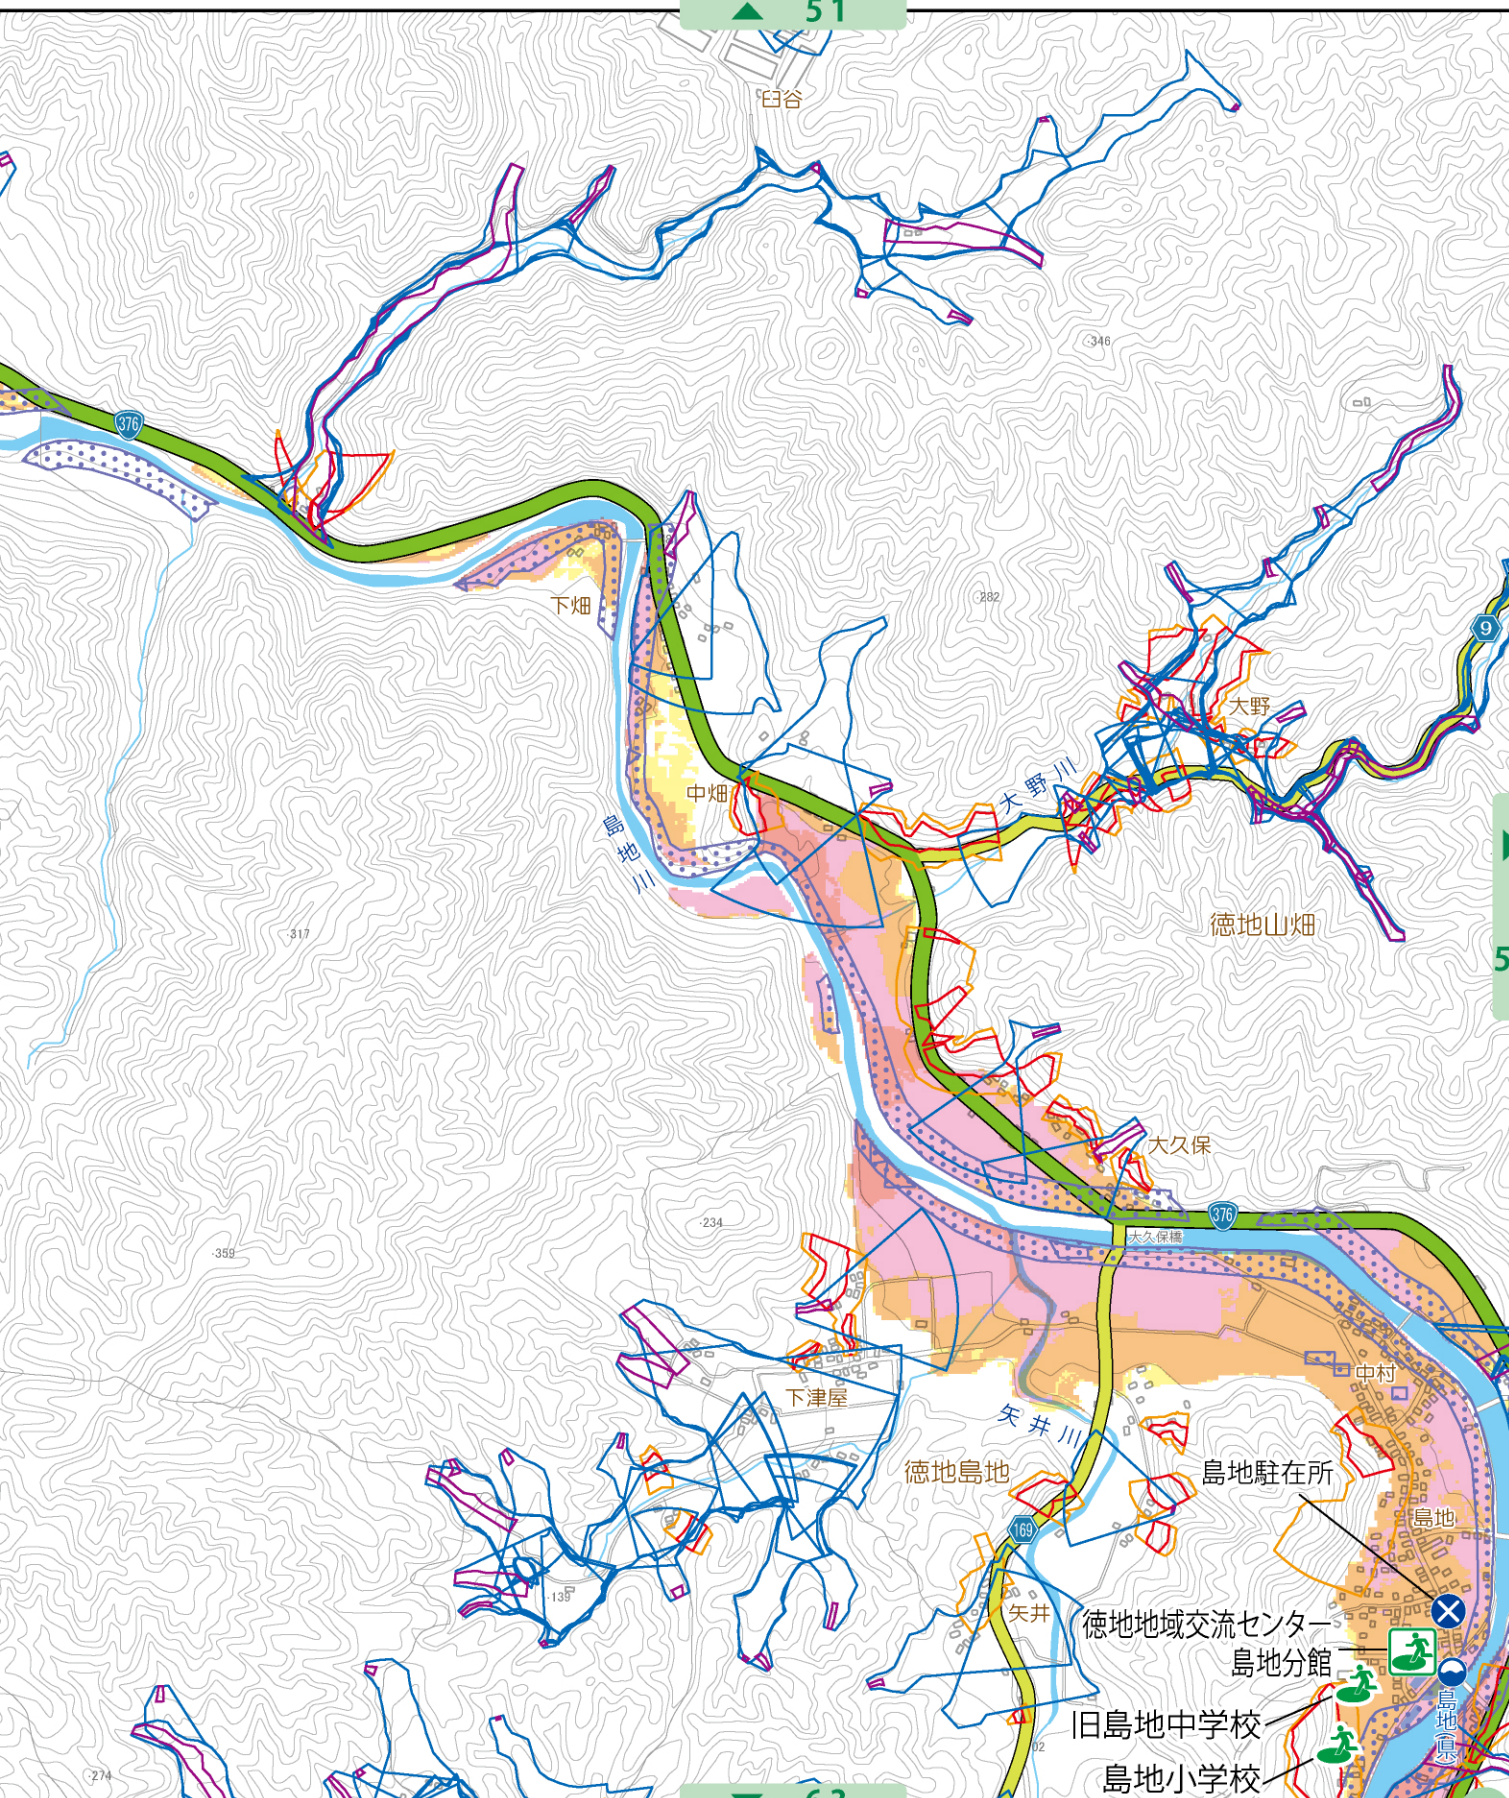 51
臼谷
·346
376
9
下畑
·282
大野
大野川
中畑
島地川
徳地山畑
·317
大久保
376
·234
大久保橋
·359
中村
下津屋
矢井川
徳地島地
島地駐在所
島地
169
·139
矢井
徳地地域交流センター
島地分館
島地(県)
旧島地中学校
島地小学校
·274